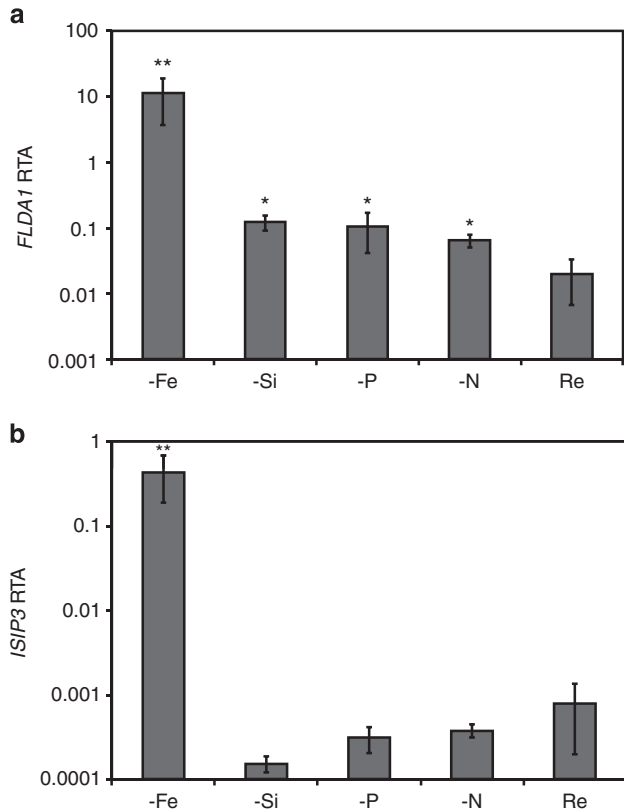 a
100
10
1
0.1
0.01
0.001
FLDA1 RTA
**
*
*
*
-Fe -Si -P -N Re
b
1
0.1
0.01
0.001
0.0001
ISIP3 RTA
**
-Fe -Si -P -N Re